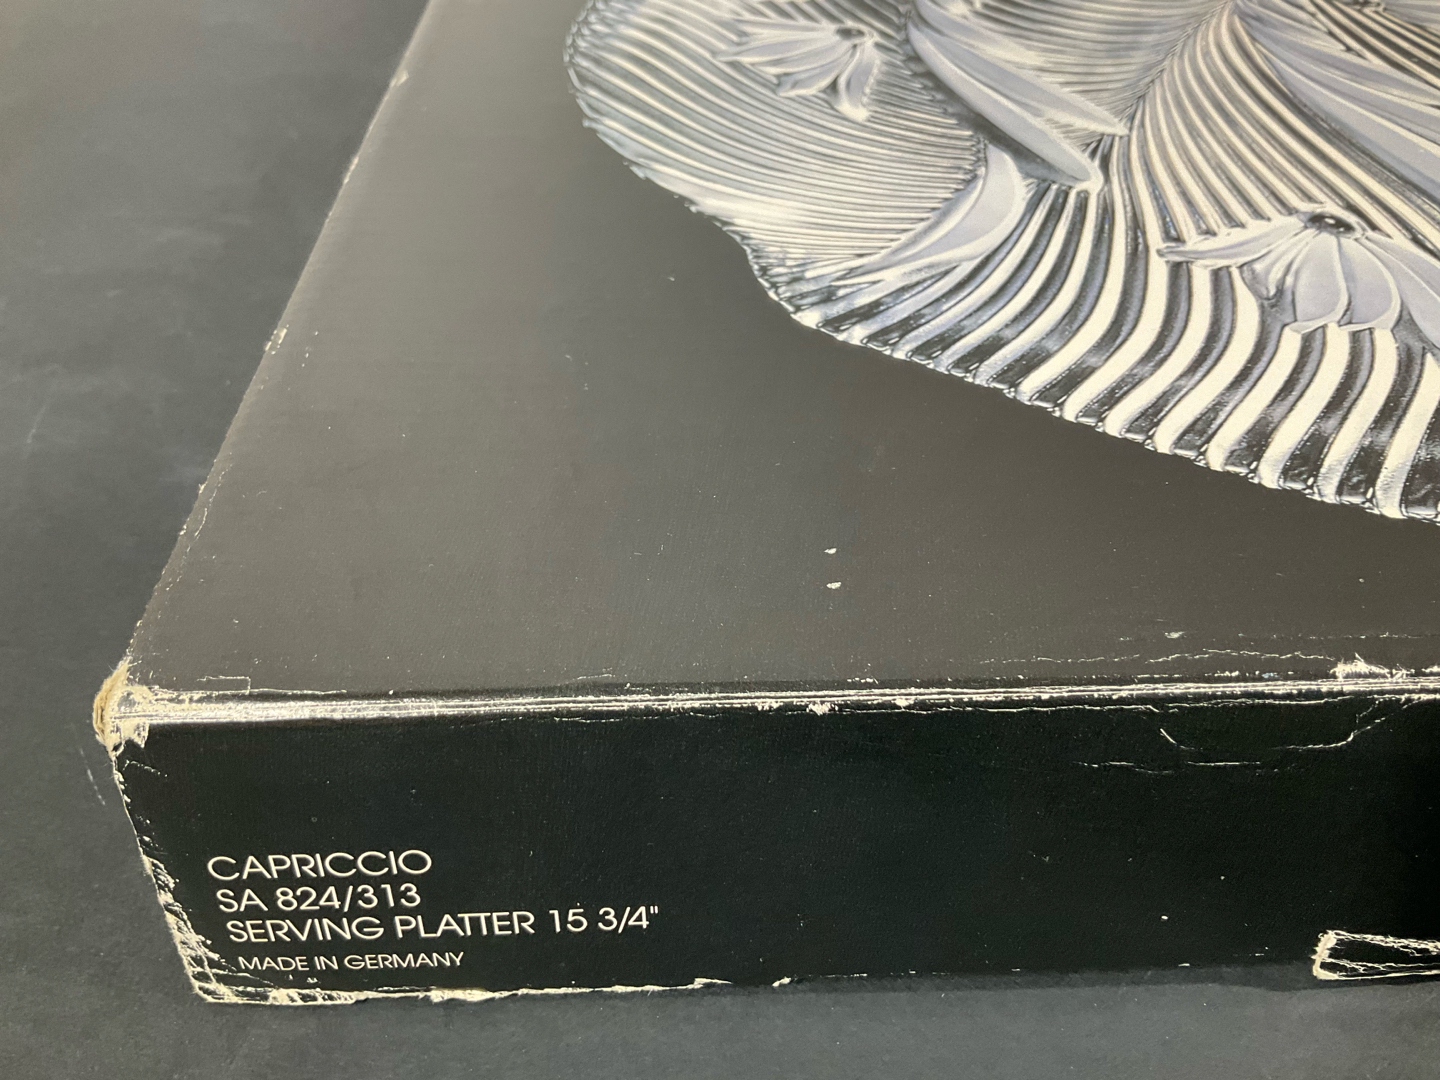 CAPRICCIO
SA 824/313
SERVING PLATTER 15 3/4"
MADE IN GERMANY